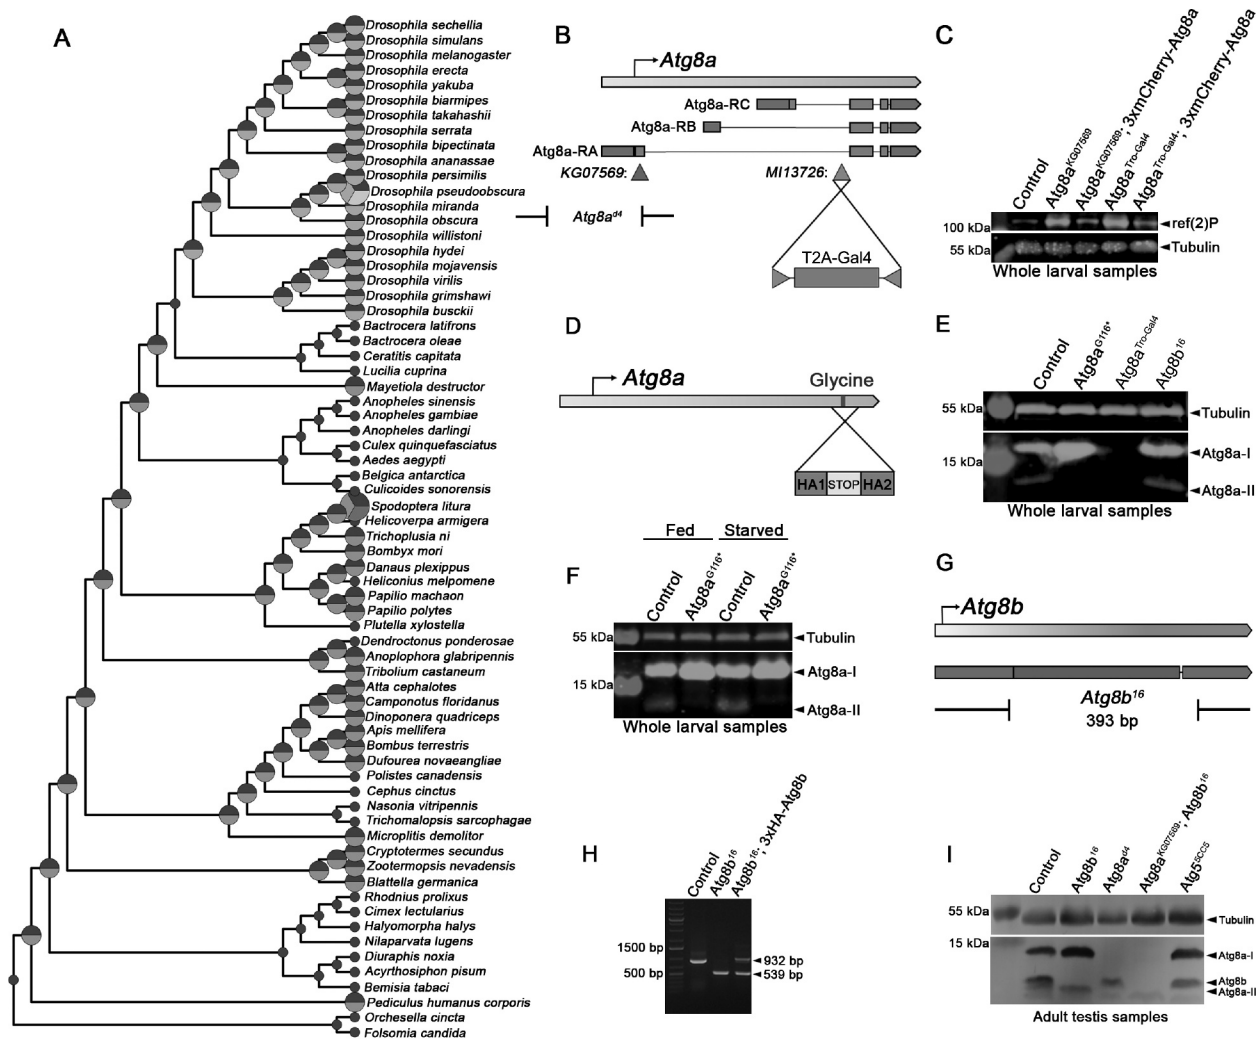 A
Drosophila sechellia
Drosophila simulans
Drosophila melanogaster
Drosophila erecta
Drosophila yakuba
Drosophila biarmipes
Drosophila takahashii
Drosophila serrata
Drosophila bipectinata
Drosophila ananassae
Drosophila persimilis
Drosophila pseudoobscura
Drosophila miranda
Drosophila obscura
Drosophila willistoni
Drosophila hydei
Drosophila mojavensis
Drosophila virilis
Drosophila grimshawi
Drosophila busckii
Bactrocera latifrons
Bactrocera oleae
Ceratitis capitata
Lucilia cuprina
Mayetiola destructor
Anopheles sinensis
Anopheles gambiae
Anopheles darlingi
Culex quinquefasciatus
Aedes aegypti
Belgica antarctica
Culicoides sonorensis
Spodoptera litura
Helicoverpa armigera
Trichoplusia ni
Bombyx mori
Danaus plexippus
Heliconius melpomene
Papilio machaon
Papilio polytes
Plutella xylostella
Dendroctonus ponderosae
Anoplophora glabripennis
Tribolium castaneum
Atta cephalotes
Camponotus floridanus
Dinoponera quadriceps
Apis mellifera
Bombus terrestris
Dufourea novaeangliae
Polistes canadensis
Cephus cinctus
Nasonia vitripennis
Trichomalopsis sarcophagae
Microplitis demolitor
Cryptotermes secundus
Zootermopsis nevadensis
Blattella germanica
Rhodnius prolixus
Cimex lectularius
Halyomorpha halys
Nilaparvata lugens
Diuraphis noxia
Acyrthosiphon pisum
Bemisia tabaci
Pediculus humanus corporis
Orchesella cincta
Folsomia candida
B
Atg8a
Atg8a-RC
Atg8a-RB
Atg8a-RA
KG07569:
MI13726:
Atg8a^d4
T2A-Gal4
C
Control
Atg8a^KG07569
Atg8a^KG07569; 3xmCherry-Atg8a
Atg8a^Tro-Gal4
Atg8a^Tro-Gal4; 3xmCherry-Atg8a
100 kDa
ref(2)P
55 kDa
Tubulin
Whole larval samples
D
Atg8a
Glycine
HA1 STOP HA2
E
Control
Atg8a^G116*
Atg8a^Tro-Gal4
Atg8b^16
55 kDa
Tubulin
15 kDa
Atg8a-I
Atg8a-II
Whole larval samples
F
Fed Starved
Control
Atg8a^G116*
Control
Atg8a^G116*
55 kDa
Tubulin
15 kDa
Atg8a-I
Atg8a-II
Whole larval samples
G
Atg8b
Atg8b^16
393 bp
H
Control
Atg8b^16
Atg8b^16; 3xHA-Atg8b
1500 bp
500 bp
932 bp
539 bp
I
Control
Atg8b^16
Atg8a^d4
Atg8a^KG07569; Atg8b^16
Atg5^5CC5
55 kDa
Tubulin
15 kDa
Atg8a-I
Atg8b
Atg8a-II
Adult testis samples